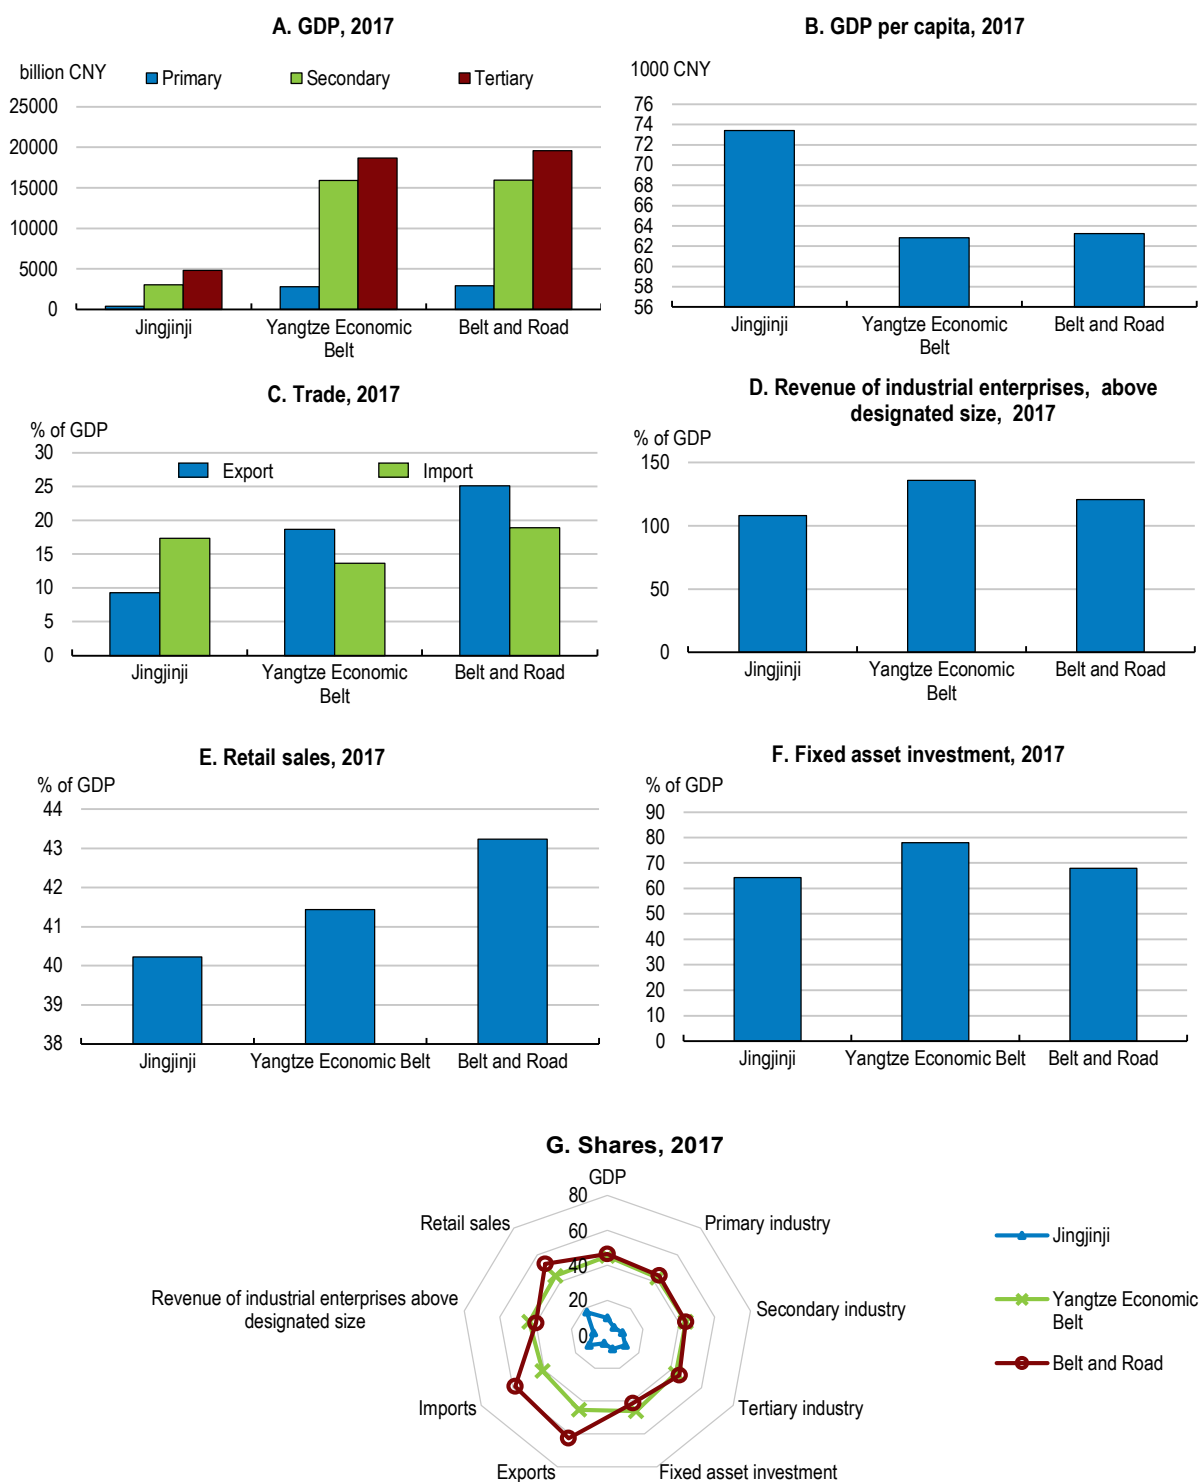 A. GDP, 2017
billion CNY
Primary
Secondary
Tertiary
25000
20000
15000
10000
5000
0
Jingjinji
Yangtze Economic
Belt
Belt and Road
B. GDP per capita, 2017
1000 CNY
76
74
72
70
68
66
64
62
60
58
56
Jingjinji
Yangtze Economic
Belt
Belt and Road
C. Trade, 2017
% of GDP
Export
Import
30
25
20
15
10
5
0
Jingjinji
Yangtze Economic
Belt
Belt and Road
D. Revenue of industrial enterprises, above
designated size, 2017
% of GDP
150
100
50
0
Jingjinji
Yangtze Economic
Belt
Belt and Road
E. Retail sales, 2017
% of GDP
44
43
42
41
40
39
38
Jingjinji
Yangtze Economic Belt
Belt and Road
F. Fixed asset investment, 2017
% of GDP
90
80
70
60
50
40
30
20
10
0
Jingjinji
Yangtze Economic Belt
Belt and Road
G. Shares, 2017
GDP
80
60
40
20
0
Primary industry
Secondary industry
Tertiary industry
Fixed asset investment
Exports
Imports
Revenue of industrial enterprises above
designated size
Retail sales
Jingjinji
Yangtze Economic
Belt
Belt and Road